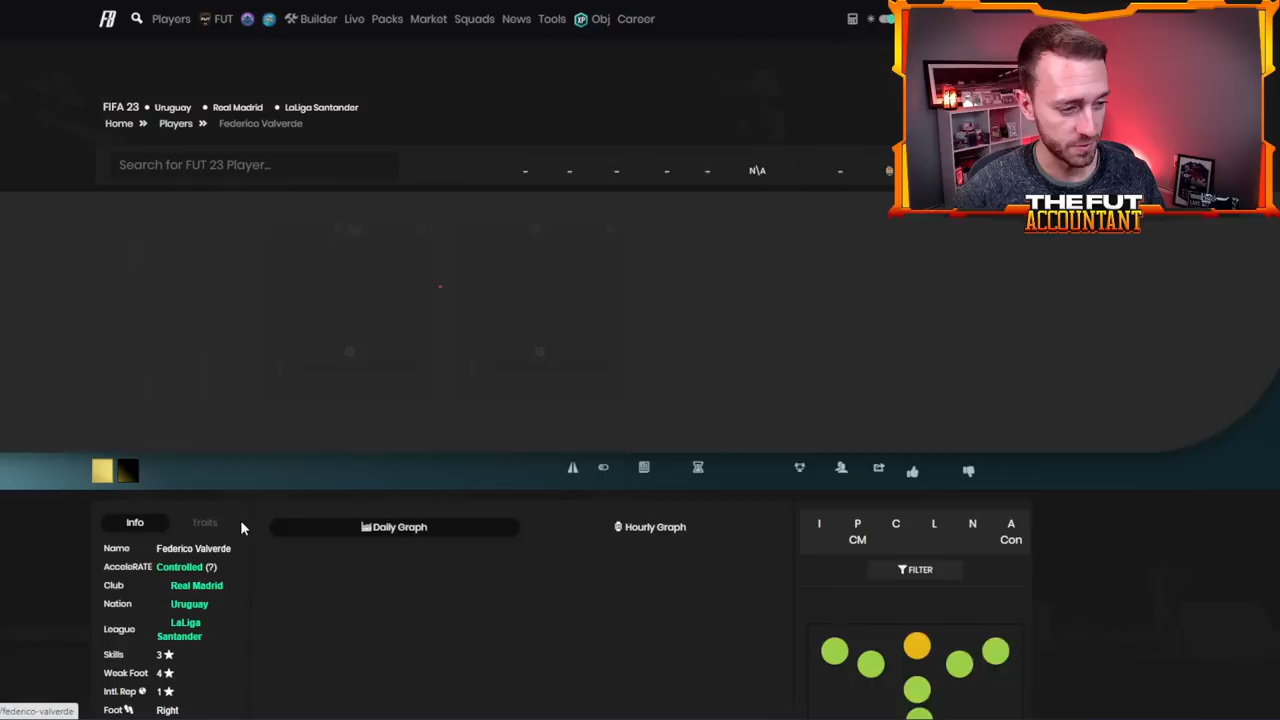 FB Players FUT Builder Live Packs Market Squads News Tools XP Obj Career
FIFA 23 • Uruguay • Real Madrid • LaLiga Santander
Home » Players » Federico Valverde
Search for FUT 23 Player...
- - - - - N\A -
THE FUT
ACCOUNTANT
Info Traits
Daily Graph
Hourly Graph
Name Federico Valverde
AcceleRATE Controlled (?)
Club Real Madrid
Nation Uruguay
League LaLiga
Santander
Skills 3
Weak Foot 4
Intl. Rep 1
Foot Right
I P C L N A
CM Con
FILTER
/federico-valverde